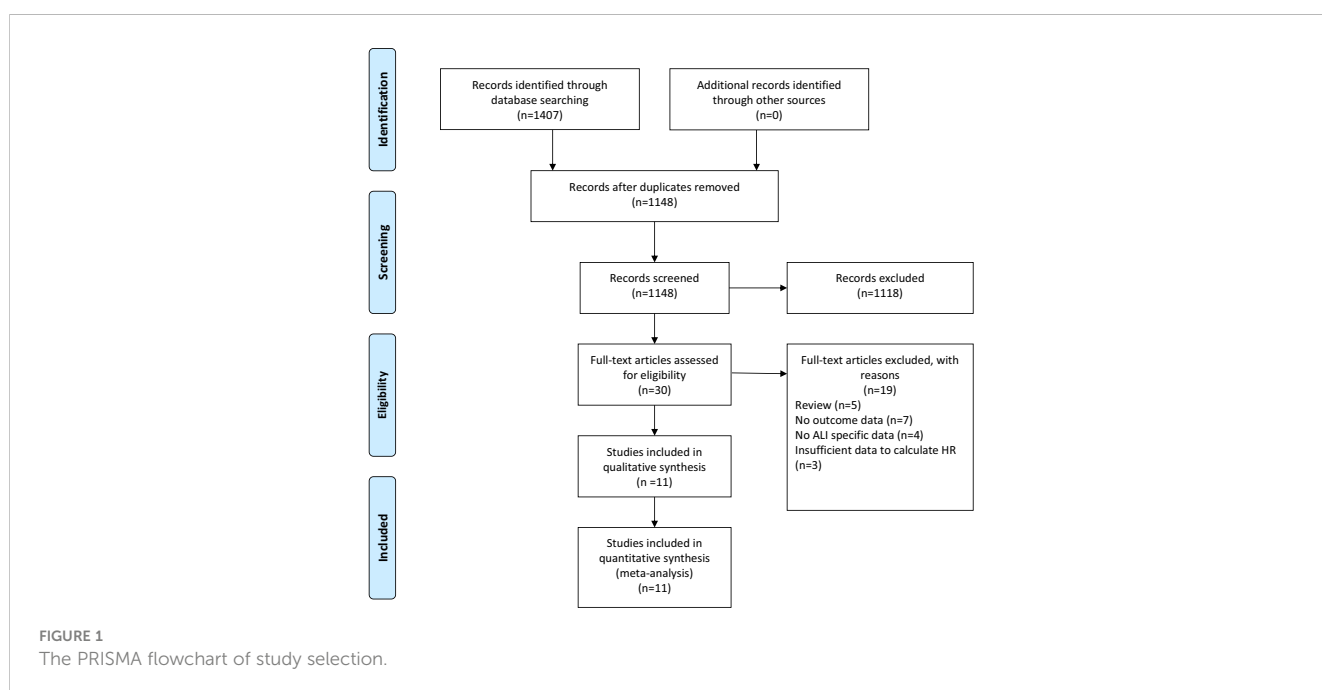 Identification
Records identified through
database searching
(n=1407)
Additional records identified
through other sources
(n=0)
Records after duplicates removed
(n=1148)
Screening
Records screened
(n=1148)
Records excluded
(n=1118)
Eligibility
Full-text articles assessed
for eligibility
(n=30)
Full-text articles excluded, with
reasons
(n=19)
Review (n=5)
No outcome data (n=7)
No ALI specific data (n=4)
Insufficient data to calculate HR
(n=3)
Studies included in
qualitative synthesis
(n =11)
Included
Studies included in
quantitative synthesis
(meta-analysis)
(n=11)
FIGURE 1
The PRISMA flowchart of study selection.